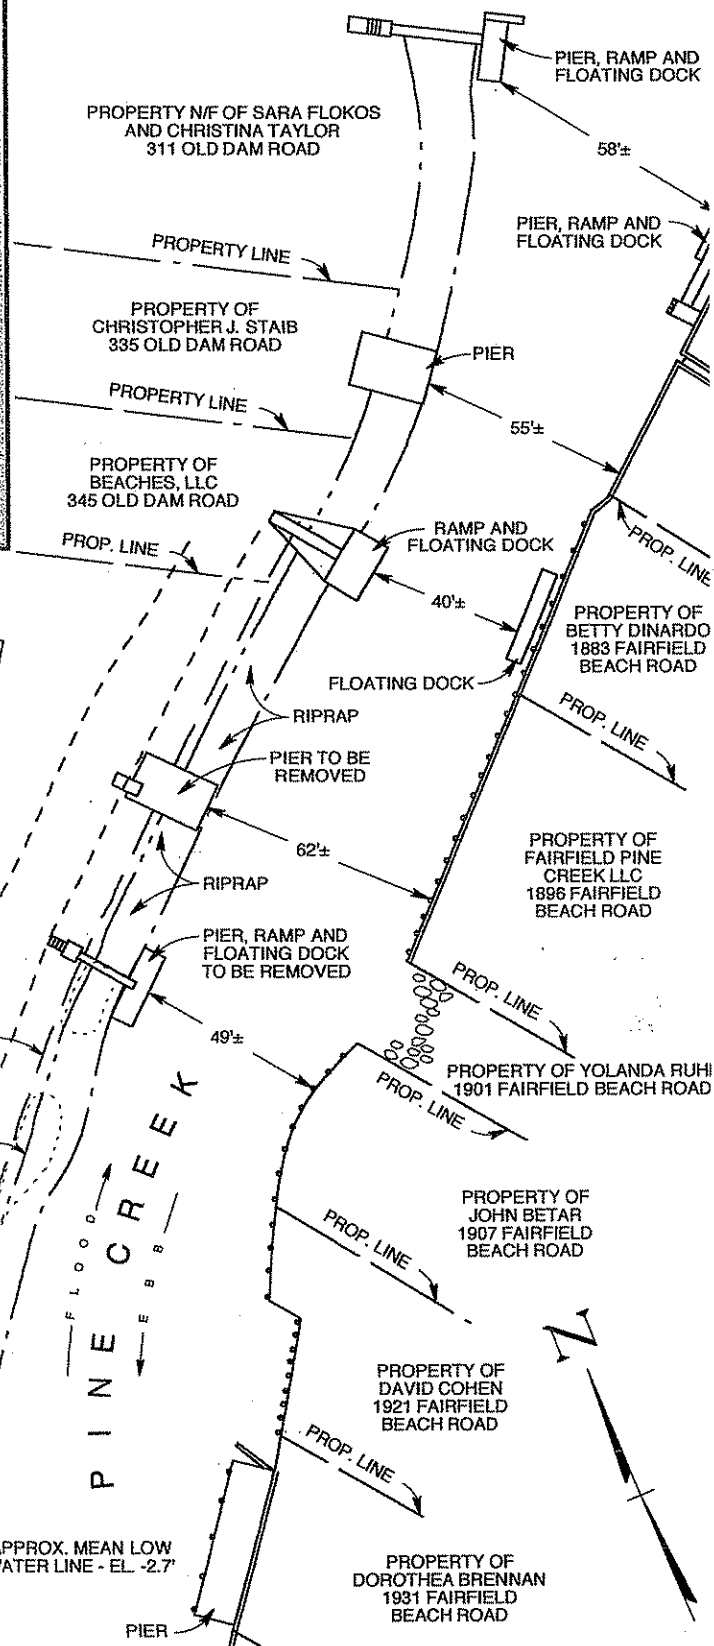 PIER, RAMP AND
FLOATING DOCK
PROPERTY N/F OF SARA FLOKOS
AND CHRISTINA TAYLOR
311 OLD DAM ROAD
58'±
PIER, RAMP AND
FLOATING DOCK
PROPERTY LINE
PROPERTY OF
CHRISTOPHER J. STAIB
335 OLD DAM ROAD
PIER
PROPERTY LINE
55'±
PROPERTY OF
BEACHES, LLC
345 OLD DAM ROAD
RAMP AND
FLOATING DOCK
PROP. LINE
PROP. LINE
40'±
PROPERTY OF
BETTY DINARDO
1883 FAIRFIELD
BEACH ROAD
FLOATING DOCK
PROP. LINE
RIPRAP
PIER TO BE
REMOVED
62'±
PROPERTY OF
FAIRFIELD PINE
CREEK LLC
1896 FAIRFIELD
BEACH ROAD
RIPRAP
PIER, RAMP AND
FLOATING DOCK
TO BE REMOVED
PROP. LINE
49'±
PROPERTY OF YOLANDA RUHI
1901 FAIRFIELD BEACH ROAD
PROP. LINE
PINE CREEK
FLOOD
EBB
PROPERTY OF
JOHN BETAR
1907 FAIRFIELD
BEACH ROAD
PROP. LINE
N
PROPERTY OF
DAVID COHEN
1921 FAIRFIELD
BEACH ROAD
PROP. LINE
APPROX. MEAN LOW
WATER LINE - EL. -2.7'
PROPERTY OF
DOROTHEA BRENNAN
1931 FAIRFIELD
BEACH ROAD
PIER